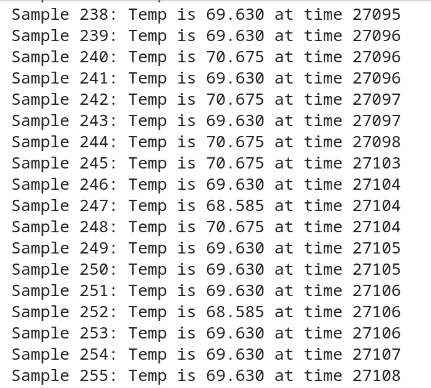 Sample 238: Temp is 69.630 at time 27095
Sample 239: Temp is 69.630 at time 27096
Sample 240: Temp is 70.675 at time 27096
Sample 241: Temp is 69.630 at time 27096
Sample 242: Temp is 70.675 at time 27097
Sample 243: Temp is 69.630 at time 27097
Sample 244: Temp is 70.675 at time 27098
Sample 245: Temp is 70.675 at time 27103
Sample 246: Temp is 69.630 at time 27104
Sample 247: Temp is 68.585 at time 27104
Sample 248: Temp is 70.675 at time 27104
Sample 249: Temp is 69.630 at time 27105
Sample 250: Temp is 69.630 at time 27105
Sample 251: Temp is 69.630 at time 27106
Sample 252: Temp is 68.585 at time 27106
Sample 253: Temp is 69.630 at time 27106
Sample 254: Temp is 69.630 at time 27107
Sample 255: Temp is 69.630 at time 27108